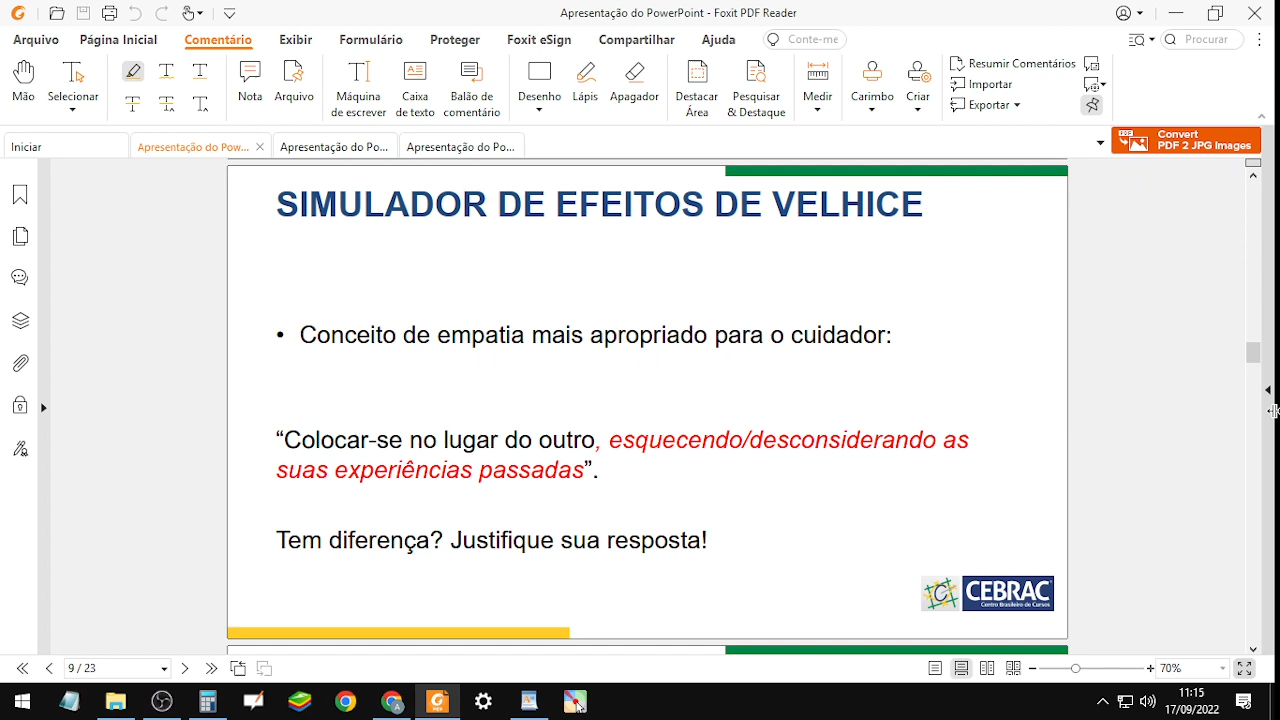 Apresentação do PowerPoint - Foxit PDF Reader
Arquivo Página Inicial Comentário Exibir Formulário Proteger Foxit eSign Compartilhar Ajuda Conte-me Procurar
Mão Selecionar Nota Arquivo Máquina de escrever Caixa de texto Balão de comentário Desenho Lápis Apagador Destacar Área Pesquisar & Destaque Medir Carimbo Criar
Resumir Comentários
Importar
Exportar
Iniciar Apresentação do Pow... Apresentação do Po... Apresentação do Po...
Convert
PDF 2 JPG Images
SIMULADOR DE EFEITOS DE VELHICE
• Conceito de empatia mais apropriado para o cuidador:
“Colocar-se no lugar do outro, esquecendo/desconsiderando as
suas experiências passadas”.
Tem diferença? Justifique sua resposta!
CEBRAC
Centro Brasileiro de Cursos
9 / 23
70%
11:15
17/09/2022